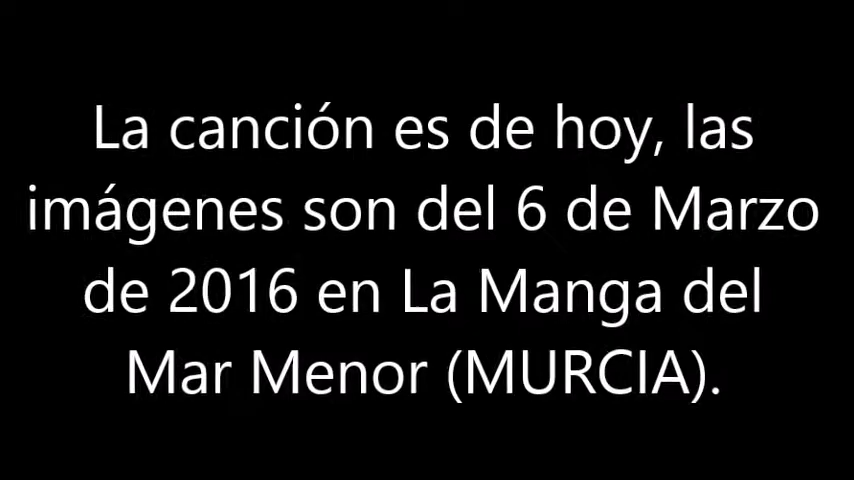 La canción es de hoy, las
imágenes son del 6 de Marzo
de 2016 en La Manga del
Mar Menor (MURCIA).